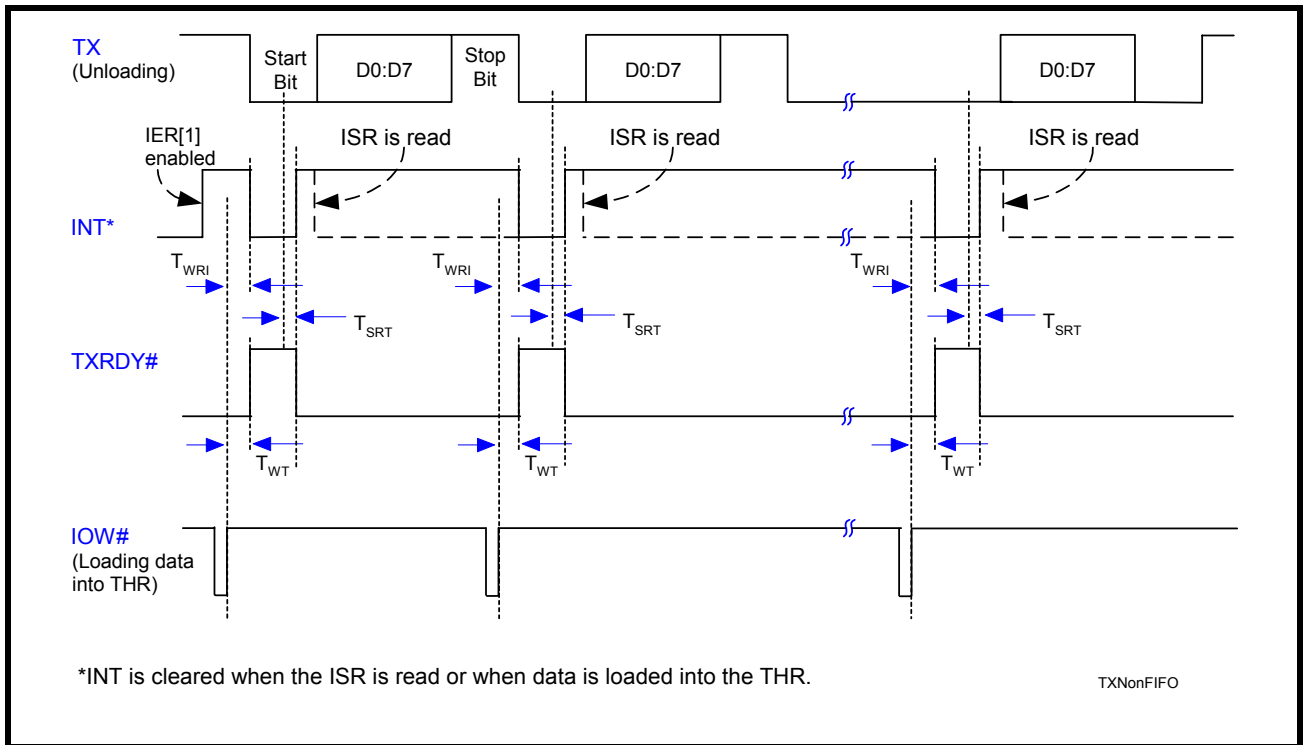 TX
(Unloading)
Start
Bit
D0:D7
Stop
Bit
D0:D7
D0:D7
IER[1]
enabled
ISR is read
ISR is read
ISR is read
INT*
TWRI
TWRI
TWRI
TSRT
TSRT
TSRT
TXRDY#
TWT
TWT
TWT
IOW#
(Loading data
into THR)
*INT is cleared when the ISR is read or when data is loaded into the THR.
TXNonFIFO